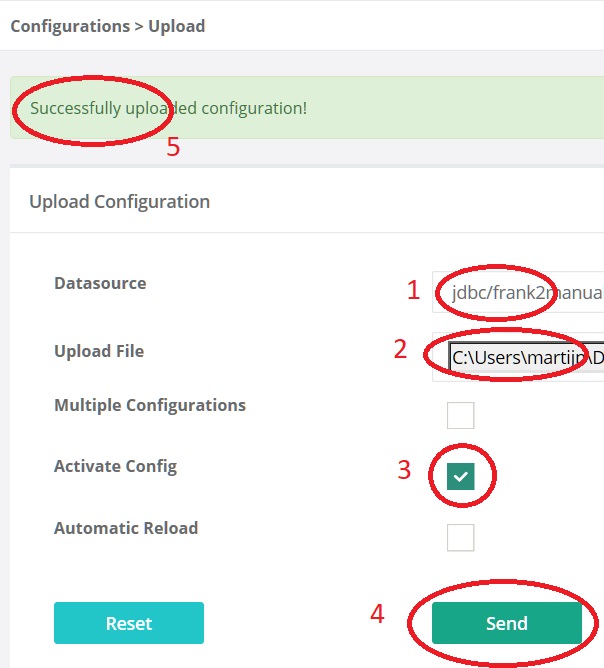 Configurations > Upload
Successfully uploaded configuration!
5
Upload Configuration
Datasource 1 jdbc/frank2manua
Upload File 2 C:\Users\martijn\D
Multiple Configurations
Activate Config 3
Automatic Reload
Reset 4 Send